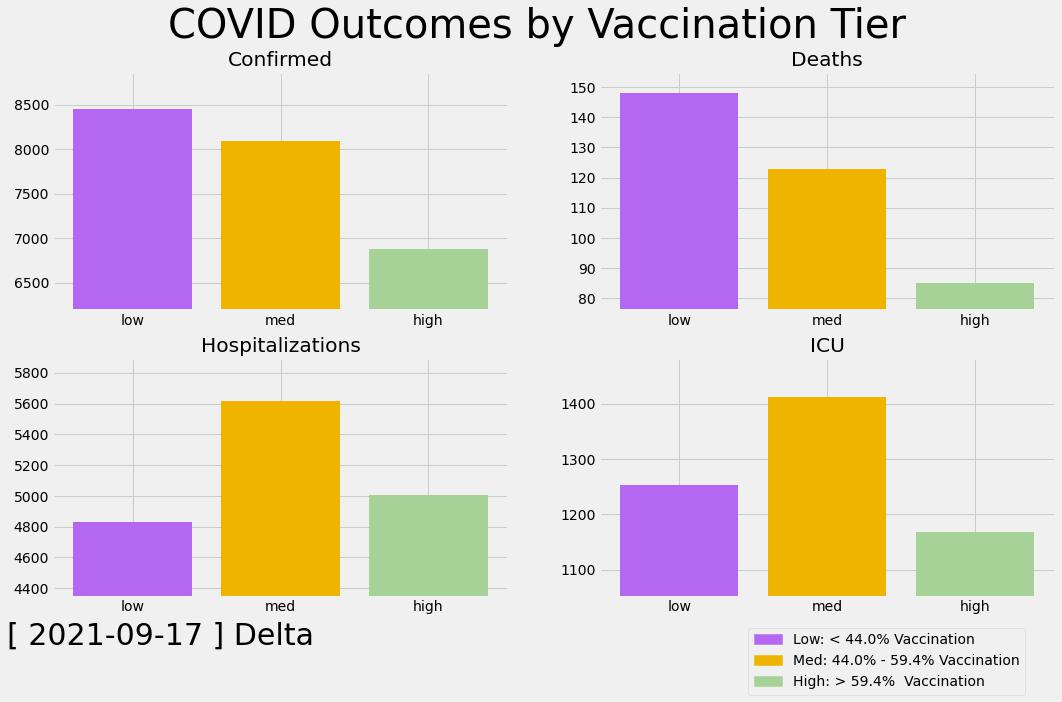 COVID Outcomes by Vaccination Tier
Confirmed
8500
8000
7500
7000
6500
low med high
Deaths
150
140
130
120
110
100
90
80
low med high
Hospitalizations
5800
5600
5400
5200
5000
4800
4600
4400
low med high
ICU
1400
1300
1200
1100
low med high
[ 2021-09-17 ] Delta
Low: < 44.0% Vaccination
Med: 44.0% - 59.4% Vaccination
High: > 59.4%  Vaccination